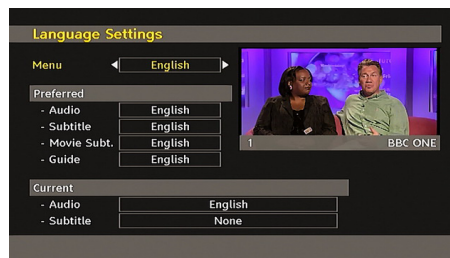 Language Settings
Menu English
Preferred
- Audio English
- Subtitle English
- Movie Subt. English
- Guide English
1 BBC ONE
Current
- Audio English
- Subtitle None